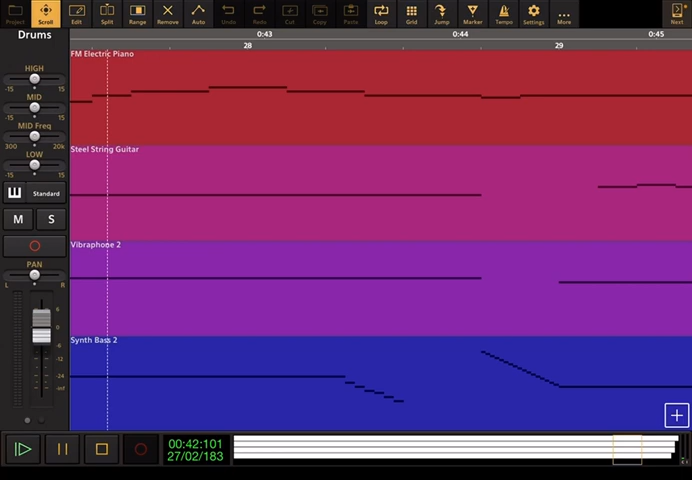 Project Scroll Edit Split Range Remove Auto Undo Redo Cut Copy Paste Loop Grid Jump Marker Tempo Settings More Next
Drums
0:43 0:44 0:45
28 29
FM Electric Piano
HIGH
-15 15
MID
-15 15
MID Freq
300 20k
LOW
-15 15
Steel String Guitar
Standard
M S
Vibraphone 2
PAN
L R
6
0
-6
-12
-24
-inf
Synth Bass 2
00:42:101
27/02/183